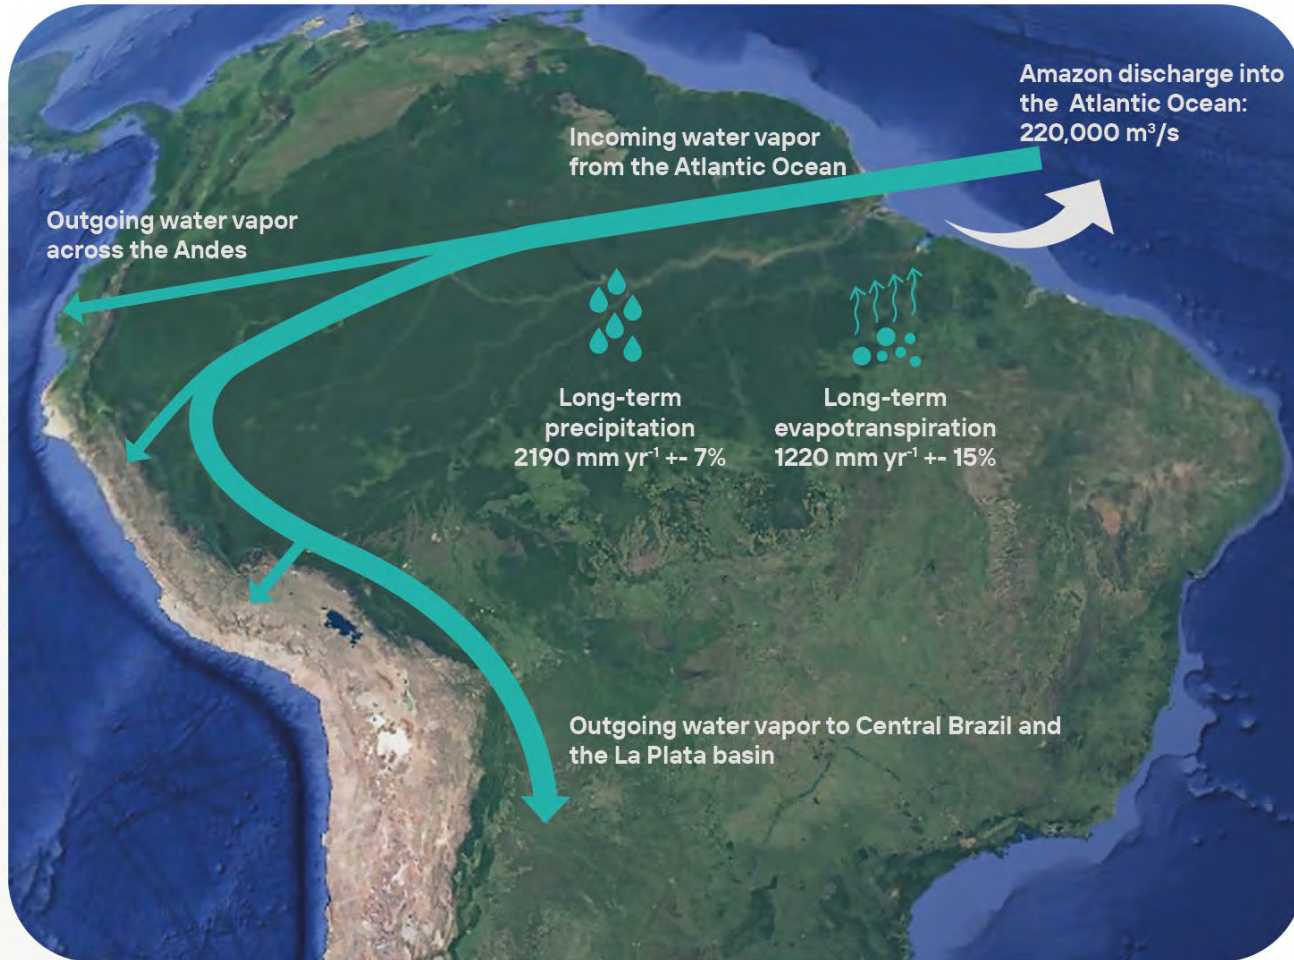 Amazon discharge into
the Atlantic Ocean:
220,000 m³/s
Incoming water vapor
from the Atlantic Ocean
Outgoing water vapor
across the Andes
Long-term
precipitation
2190 mm yr⁻¹ +- 7%
Long-term
evapotranspiration
1220 mm yr⁻¹ +- 15%
Outgoing water vapor to Central Brazil and
the La Plata basin